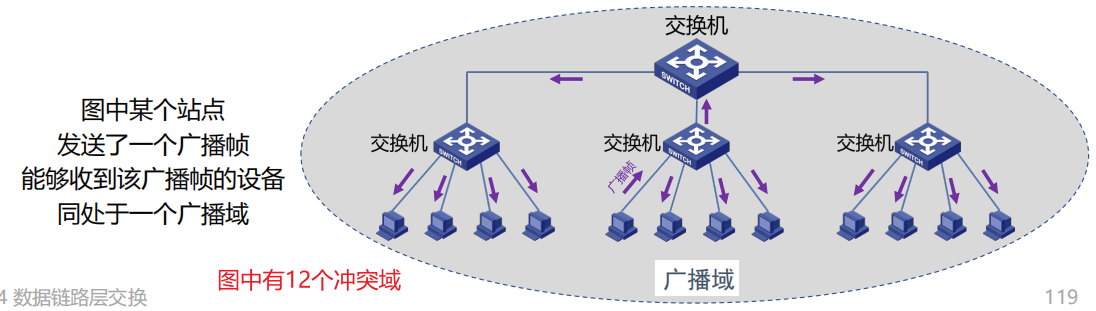 交换机
SWITCH
图中某个站点
发送了一个广播帧
能够收到该广播帧的设备
同处于一个广播域
交换机
SWITCH
交换机
SWITCH
交换机
SWITCH
广播帧
图中有12个冲突域
广播域
4 数据链路层交换
119